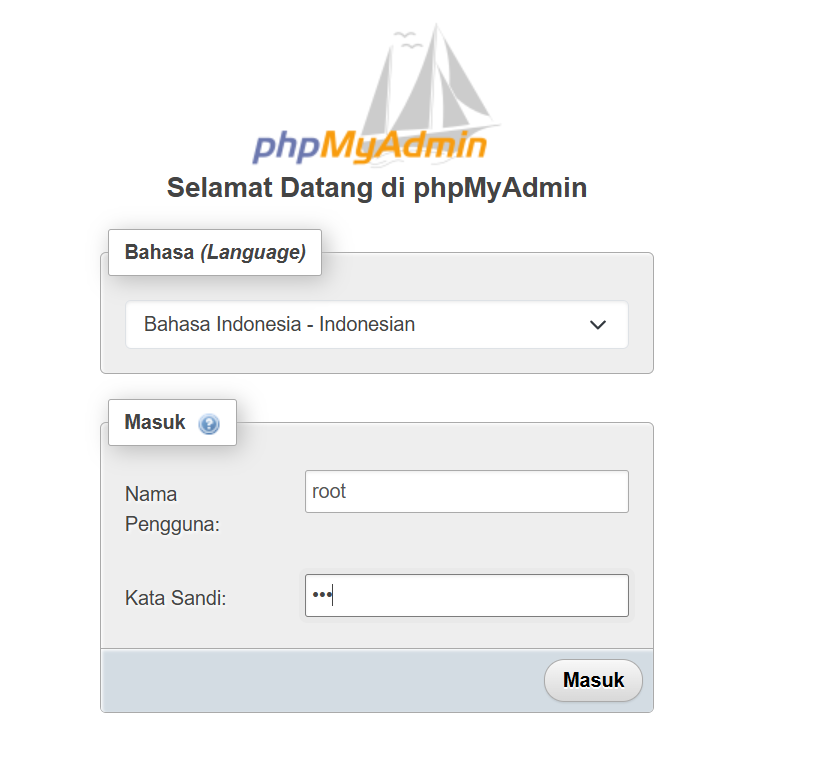 phpMyAdmin
Selamat Datang di phpMyAdmin
Bahasa (Language)
Bahasa Indonesia - Indonesian
Masuk
Nama
Pengguna:
root
Kata Sandi:
•••
Masuk